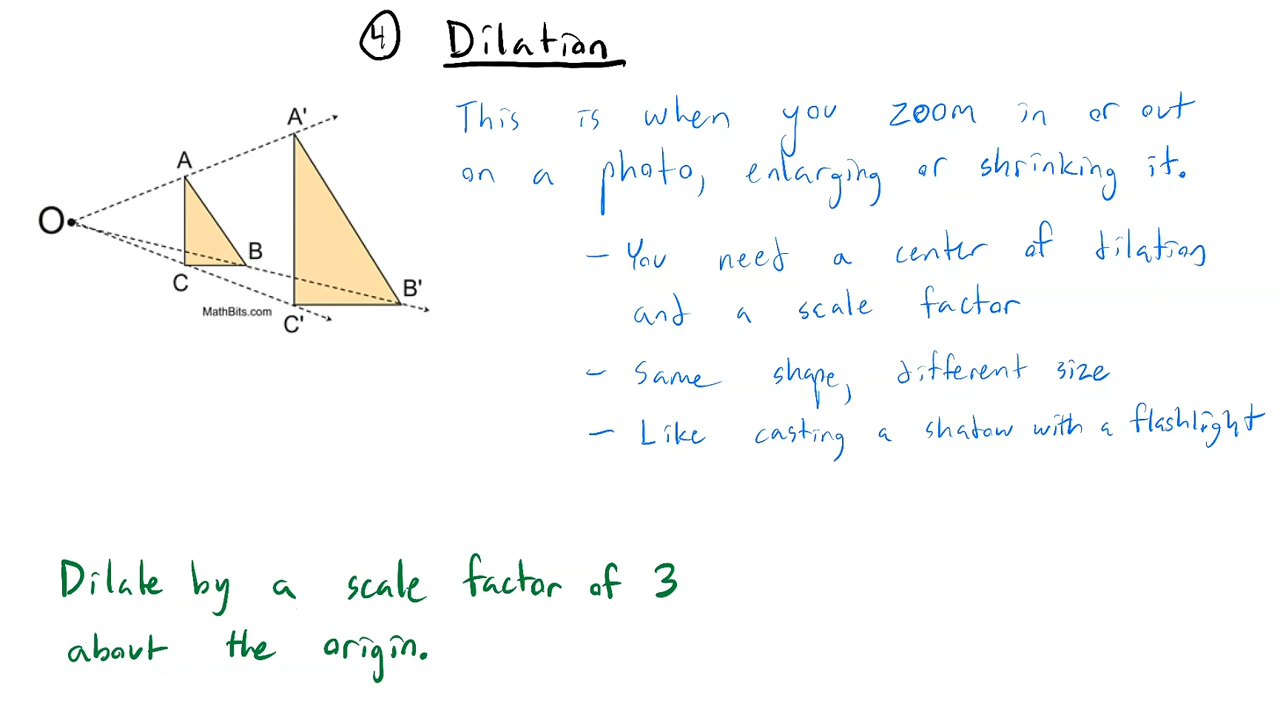 ④ Dilation
This is when you zoom in or out
on a photo, enlarging or shrinking it.
- You need a center of dilation
and a scale factor
- Same shape, different size
- Like casting a shadow with a flashlight
A'
A
O
B
C
B'
MathBits.com
C'
Dilate by a scale factor of 3
about the origin.